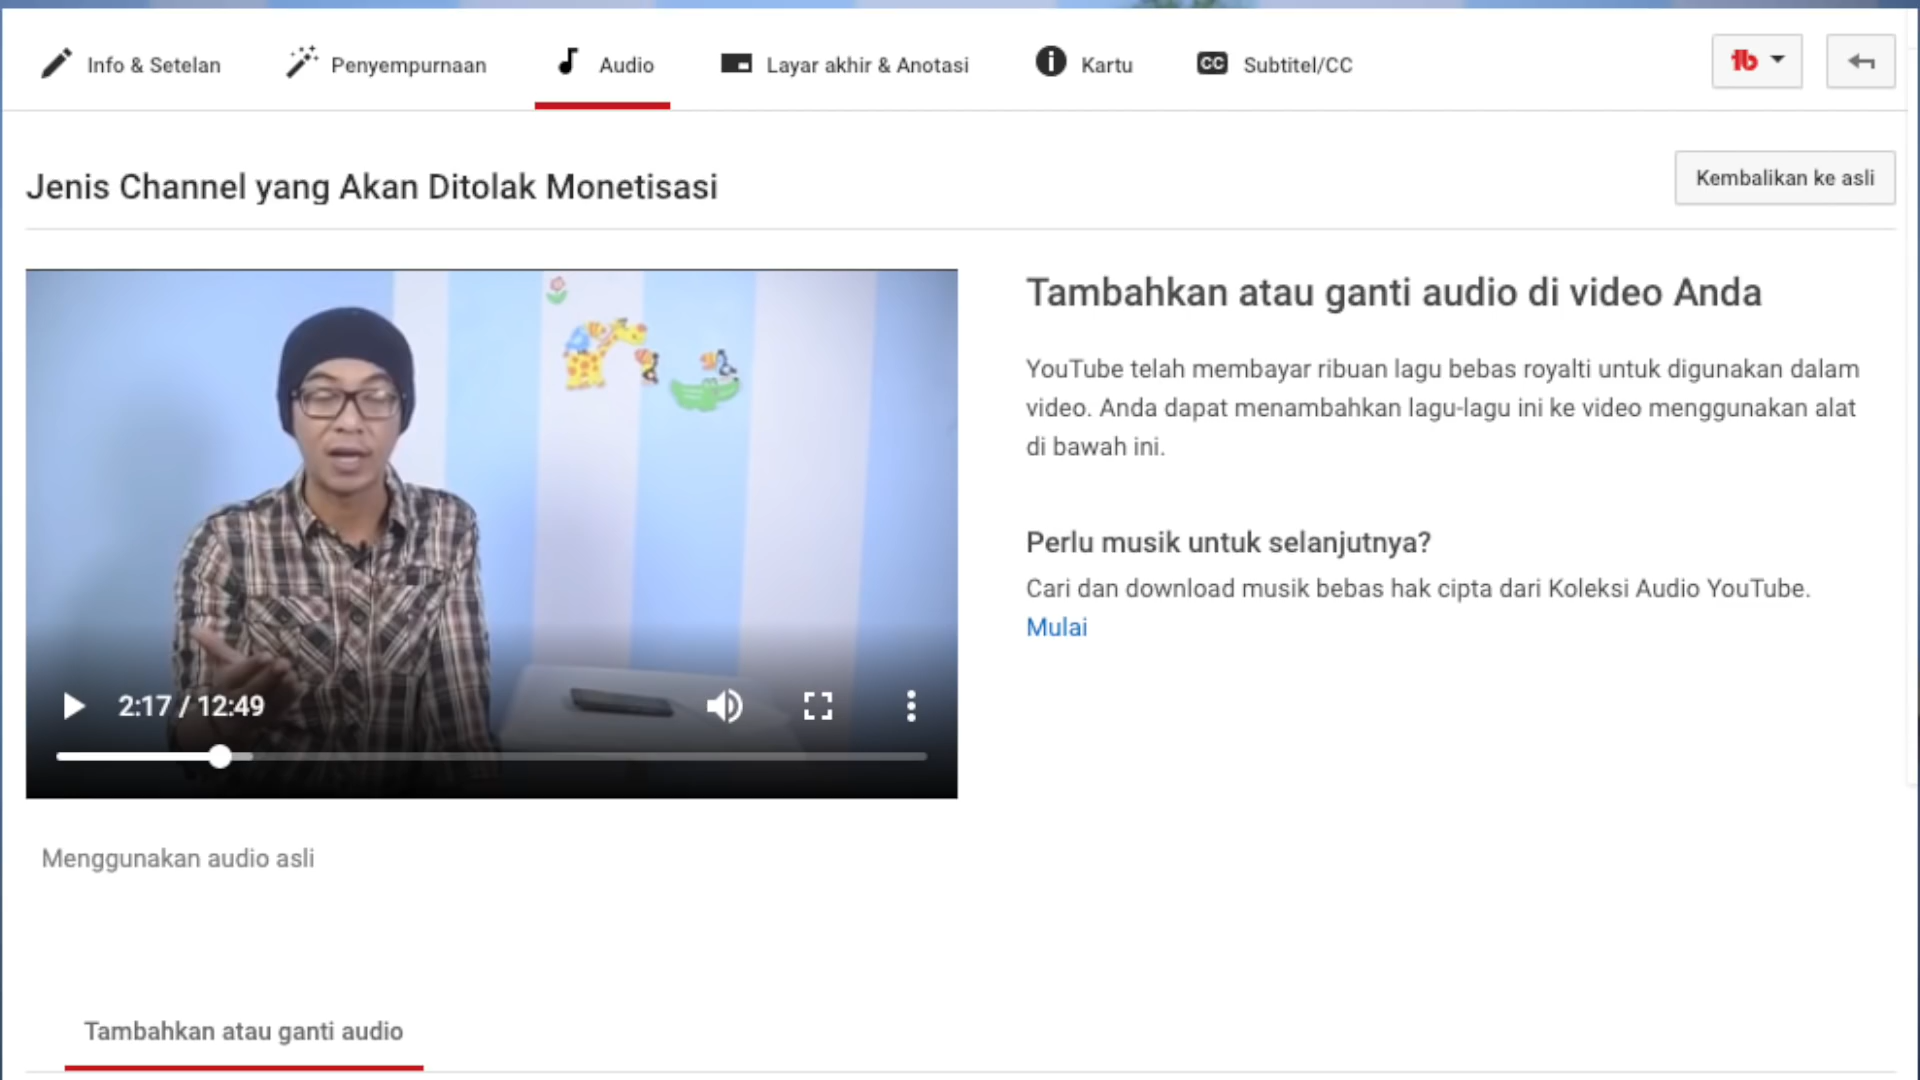 Info & Setelan
Penyempurnaan
Audio
Layar akhir & Anotasi
Kartu
CC Subtitel/CC
tb
Jenis Channel yang Akan Ditolak Monetisasi
Kembalikan ke asli
Tambahkan atau ganti audio di video Anda
YouTube telah membayar ribuan lagu bebas royalti untuk digunakan dalam
video. Anda dapat menambahkan lagu-lagu ini ke video menggunakan alat
di bawah ini.
Perlu musik untuk selanjutnya?
Cari dan download musik bebas hak cipta dari Koleksi Audio YouTube.
Mulai
2:17 / 12:49
Menggunakan audio asli
Tambahkan atau ganti audio